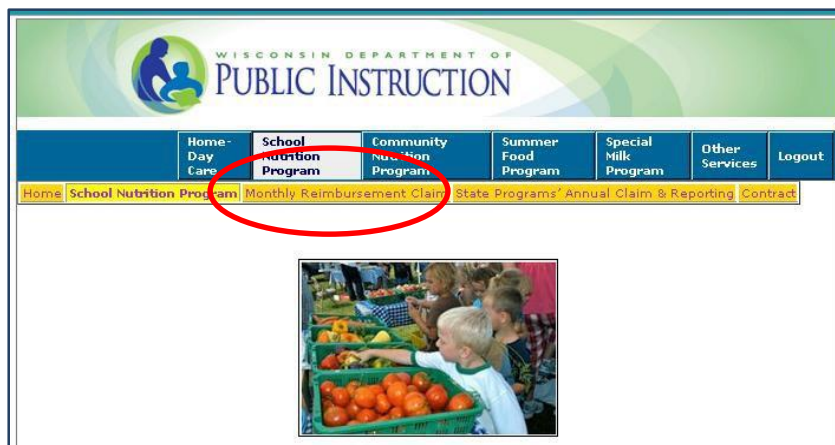 WISCONSIN DEPARTMENT OF
PUBLIC INSTRUCTION
Home-
Day
Care
School
Nutrition
Program
Community
Nutrition
Program
Summer
Food
Program
Special
Milk
Program
Other
Services
Logout
Home School Nutrition Program Monthly Reimbursement Claim State Programs' Annual Claim & Reporting Contract